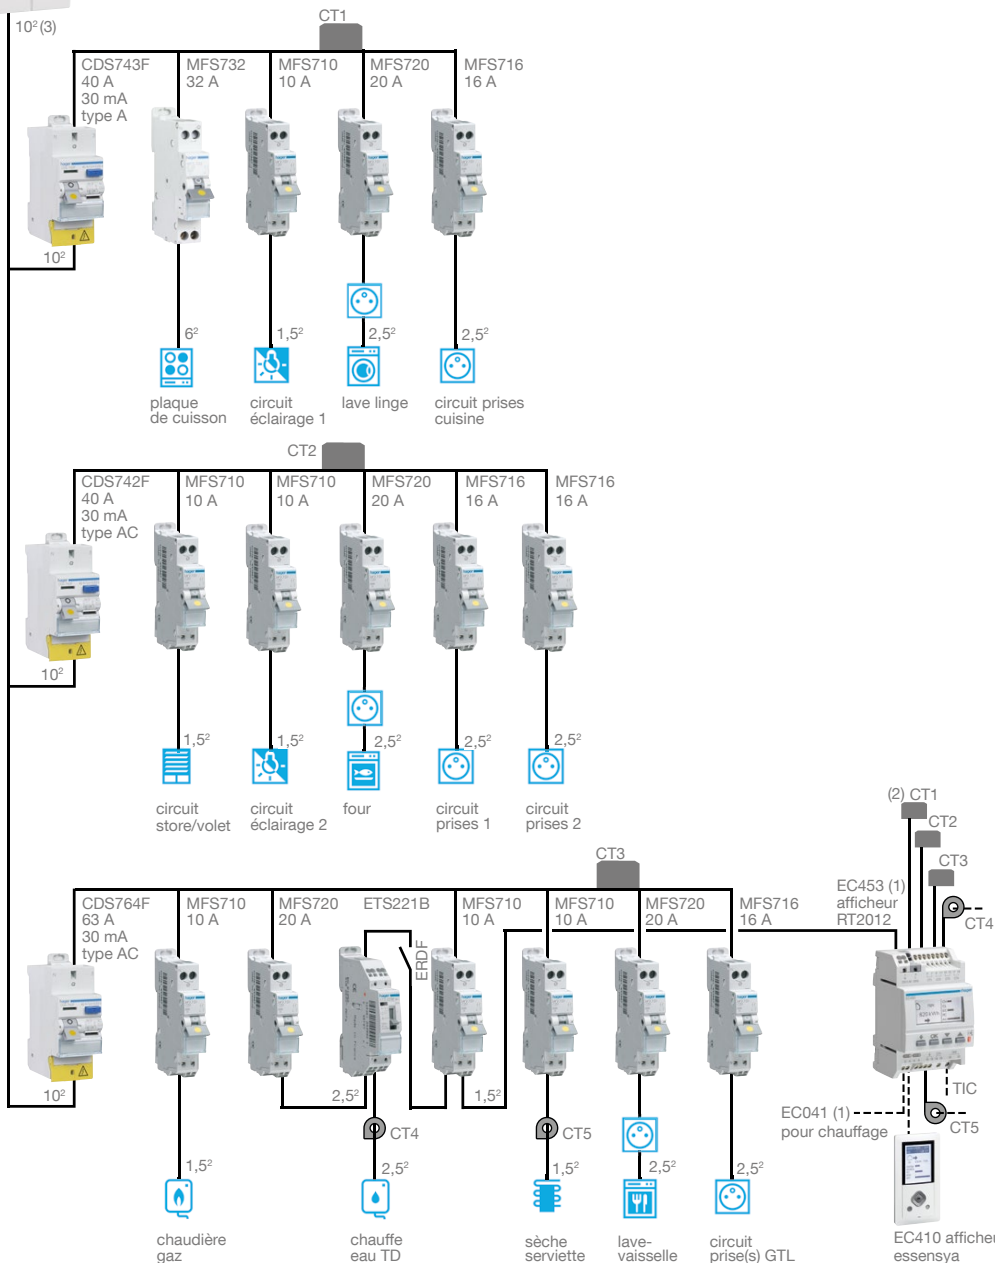 10²(3)
CT1
CDS743F
40 A
30 mA
type A
MFS732
32 A
MFS710
10 A
MFS720
20 A
MFS716
16 A
10²
6²
1,5²
2,5²
2,5²
plaque
de cuisson
circuit
éclairage 1
lave linge
circuit prises
cuisine
CT2
CDS742F
40 A
30 mA
type AC
MFS710
10 A
MFS710
10 A
MFS720
20 A
MFS716
16 A
MFS716
16 A
10²
1,5²
1,5²
2,5²
2,5²
2,5²
circuit
store/volet
circuit
éclairage 2
four
circuit
prises 1
circuit
prises 2
CT3
CDS764F
63 A
30 mA
type AC
MFS710
10 A
MFS720
20 A
ETS221B
ERDF
MFS710
10 A
MFS710
10 A
MFS720
20 A
MFS716
16 A
(2) CT1
CT2
CT3
CT4
EC453 (1)
afficheur
RT2012
10²
2,5²
1,5²
CT4
CT5
TIC
EC041 (1)
pour chauffage
CT5
1,5²
2,5²
1,5²
2,5²
2,5²
chaudière
gaz
chauffe
eau TD
sèche
serviette
lave-
vaisselle
circuit
prise(s) GTL
EC410 afficheu
essensya